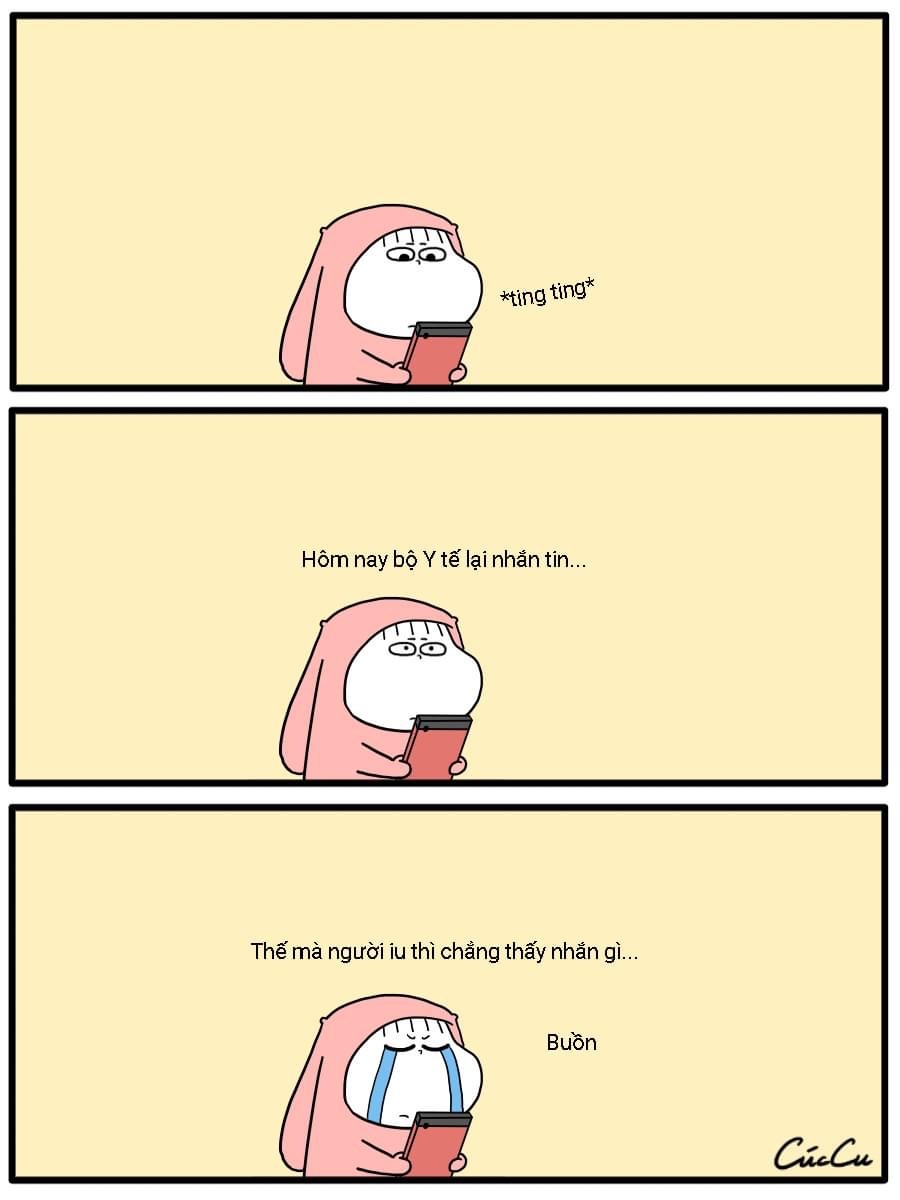 *ting ting*
Hôm nay bộ Y tế lại nhắn tin...
Thế mà người iu thì chẳng thấy nhắn gì...
Buồn
CúcCu